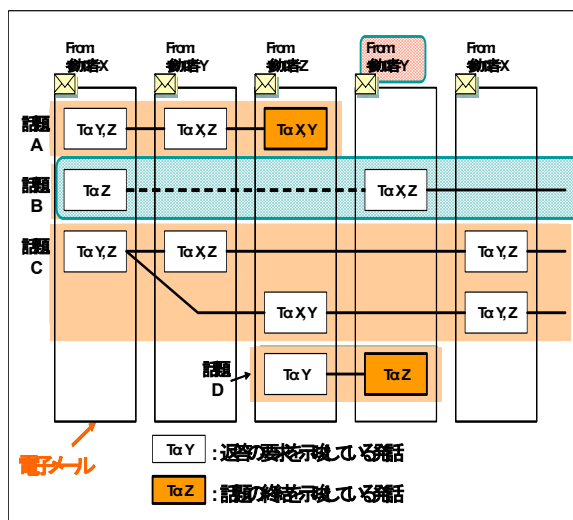 From:
参加者X
From:
参加者Y
From:
参加者Z
From:
参加者Y
From:
参加者X
話題
A
To: Y, Z
To: X, Z
To: X, Y
話題
B
To: Z
To: X, Z
話題
C
To: Y, Z
To: X, Z
To: Y, Z
To: X, Y
To: Y, Z
話題
D
To: Y
To: Z
電子メール
To: Y
: 返答の要求を示唆している発話
To: Z
: 話題の終結を示唆している発話